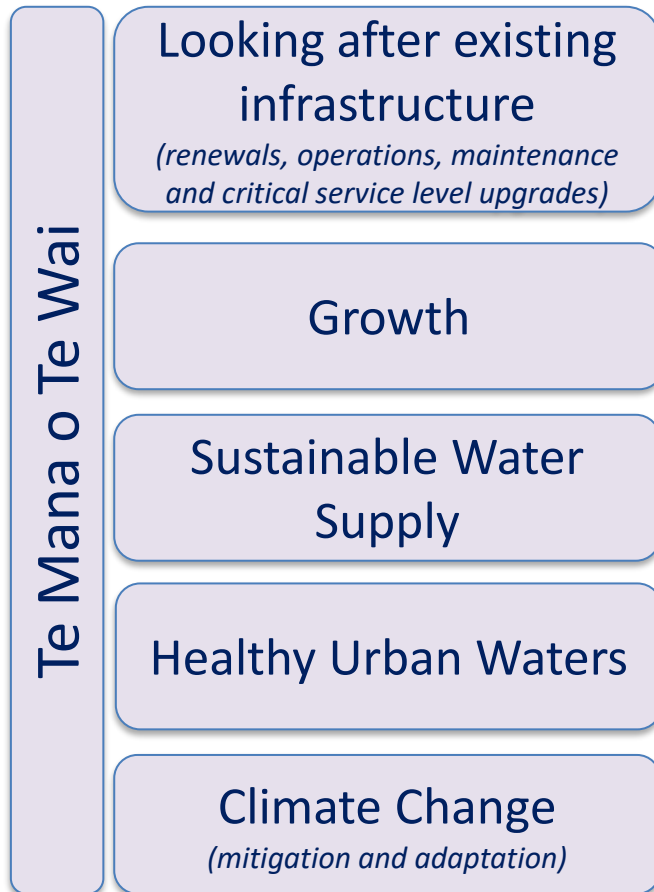 Te Mana o Te Wai
Looking after existing
infrastructure
(renewals, operations, maintenance
and critical service level upgrades)
Growth
Sustainable Water
Supply
Healthy Urban Waters
Climate Change
(mitigation and adaptation)